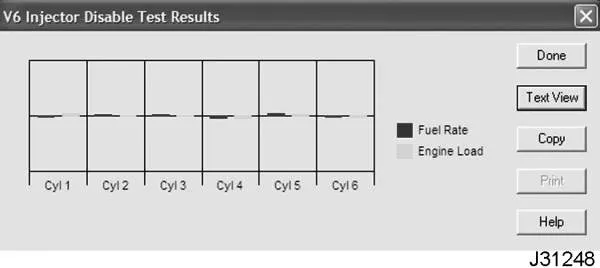 V6 Injector Disable Test Results
Done
Text View
Fuel Rate
Engine Load
Copy
Print
Cyl 1 Cyl 2 Cyl 3 Cyl 4 Cyl 5 Cyl 6
Help
J31248